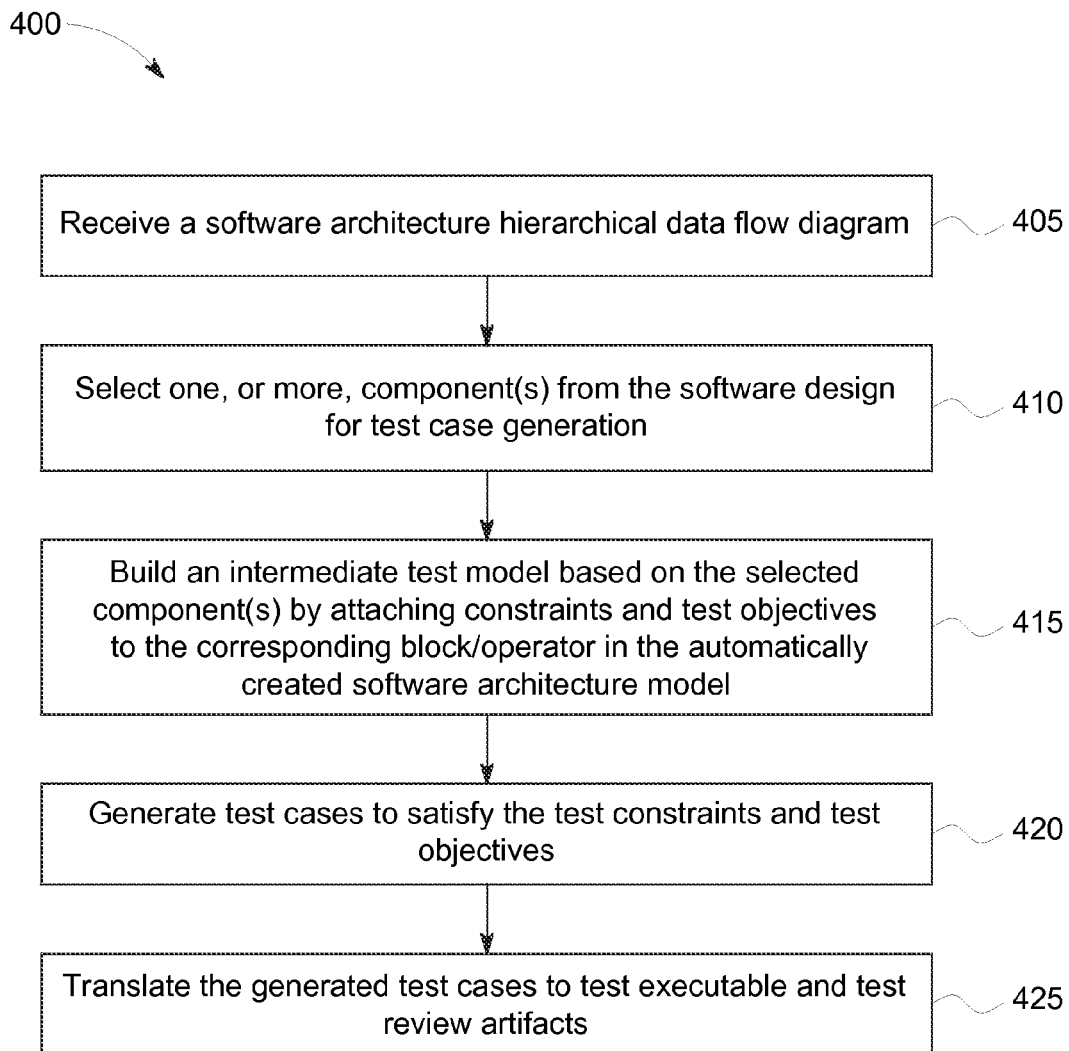 400
Receive a software architecture hierarchical data flow diagram
405
Select one, or more, component(s) from the software design
for test case generation
410
Build an intermediate test model based on the selected
component(s) by attaching constraints and test objectives
to the corresponding block/operator in the automatically
created software architecture model
415
Generate test cases to satisfy the test constraints and test
objectives
420
Translate the generated test cases to test executable and test
review artifacts
425